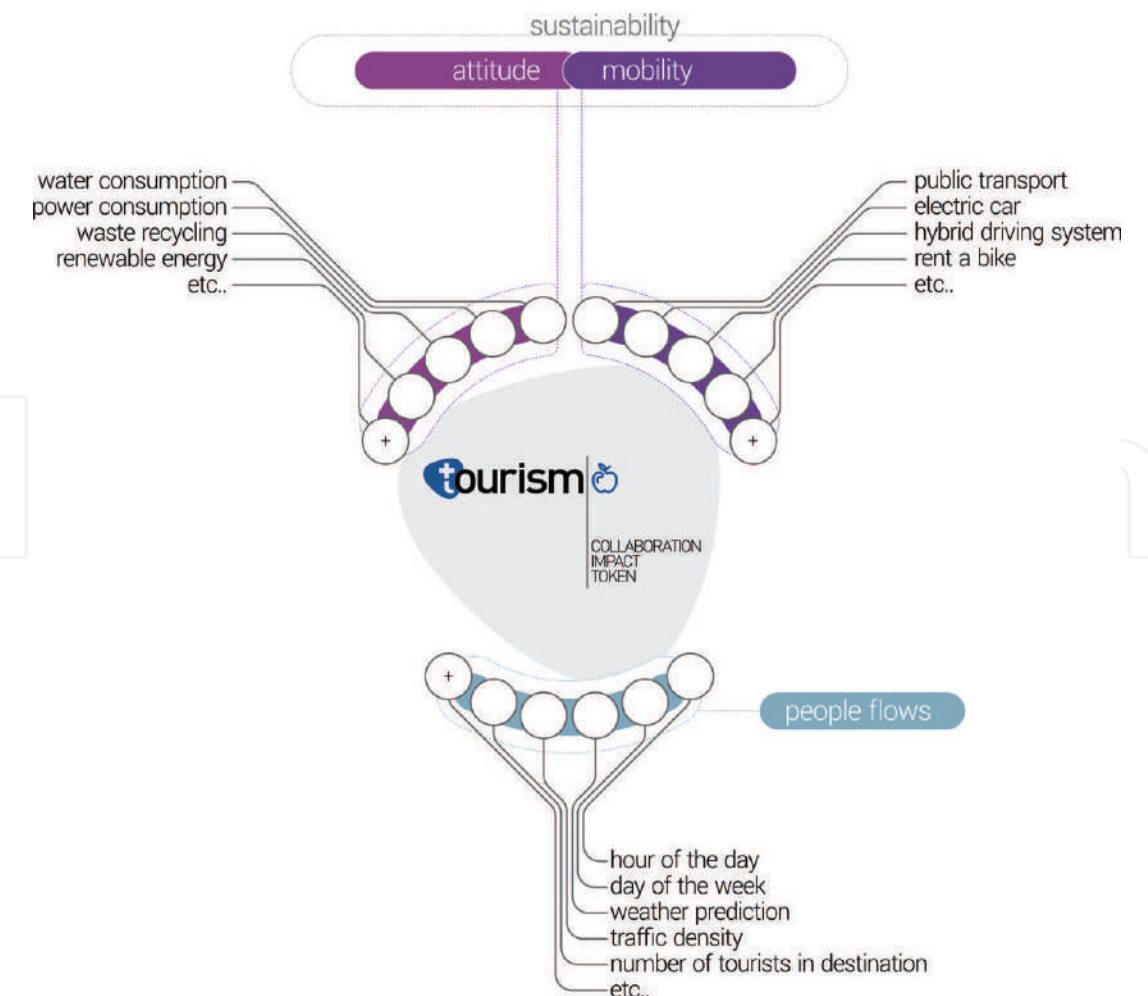 sustainability
attitude
mobility
water consumption
power consumption
waste recycling
renewable energy
etc..
public transport
electric car
hybrid driving system
rent a bike
etc..
+
+
tourism
COLLABORATION
IMPACT
TOKEN
+
people flows
hour of the day
day of the week
weather prediction
traffic density
number of tourists in destination
etc..